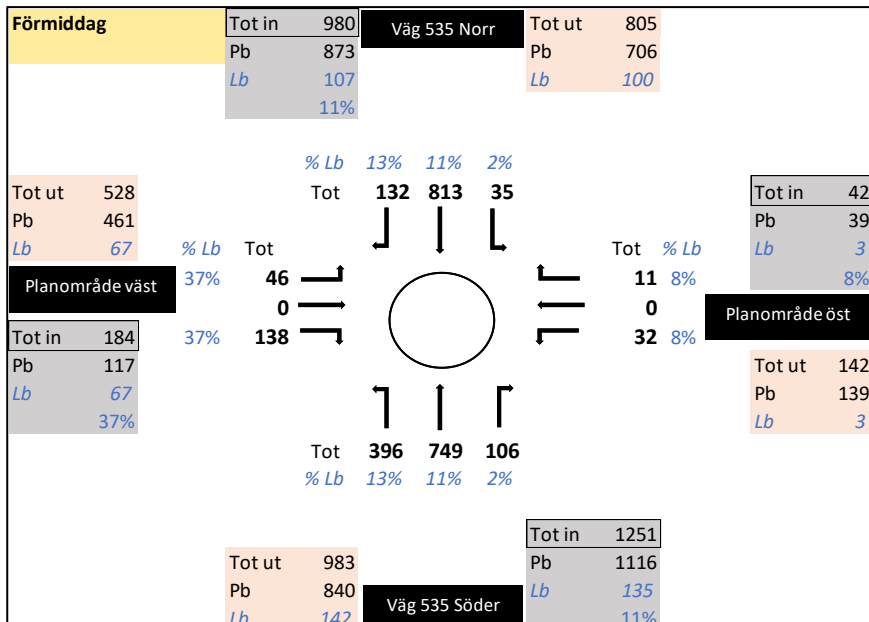 Förmiddag
Tot in 980
Pb 873
Lb 107
11%
Väg 535 Norr
Tot ut 805
Pb 706
Lb 100
% Lb 13% 11% 2%
Tot 132 813 35
Tot ut 528
Pb 461
Lb 67
Planområde väst
Tot in 184
Pb 117
Lb 67
37%
% Lb Tot
37% 46
0
37% 138
Tot % Lb
11 8%
0
32 8%
Tot in 42
Pb 39
Lb 3
8%
Planområde öst
Tot ut 142
Pb 139
Lb 3
Tot 396 749 106
% Lb 13% 11% 2%
Tot ut 983
Pb 840
Lb 142
Väg 535 Söder
Tot in 1251
Pb 1116
Lb 135
11%